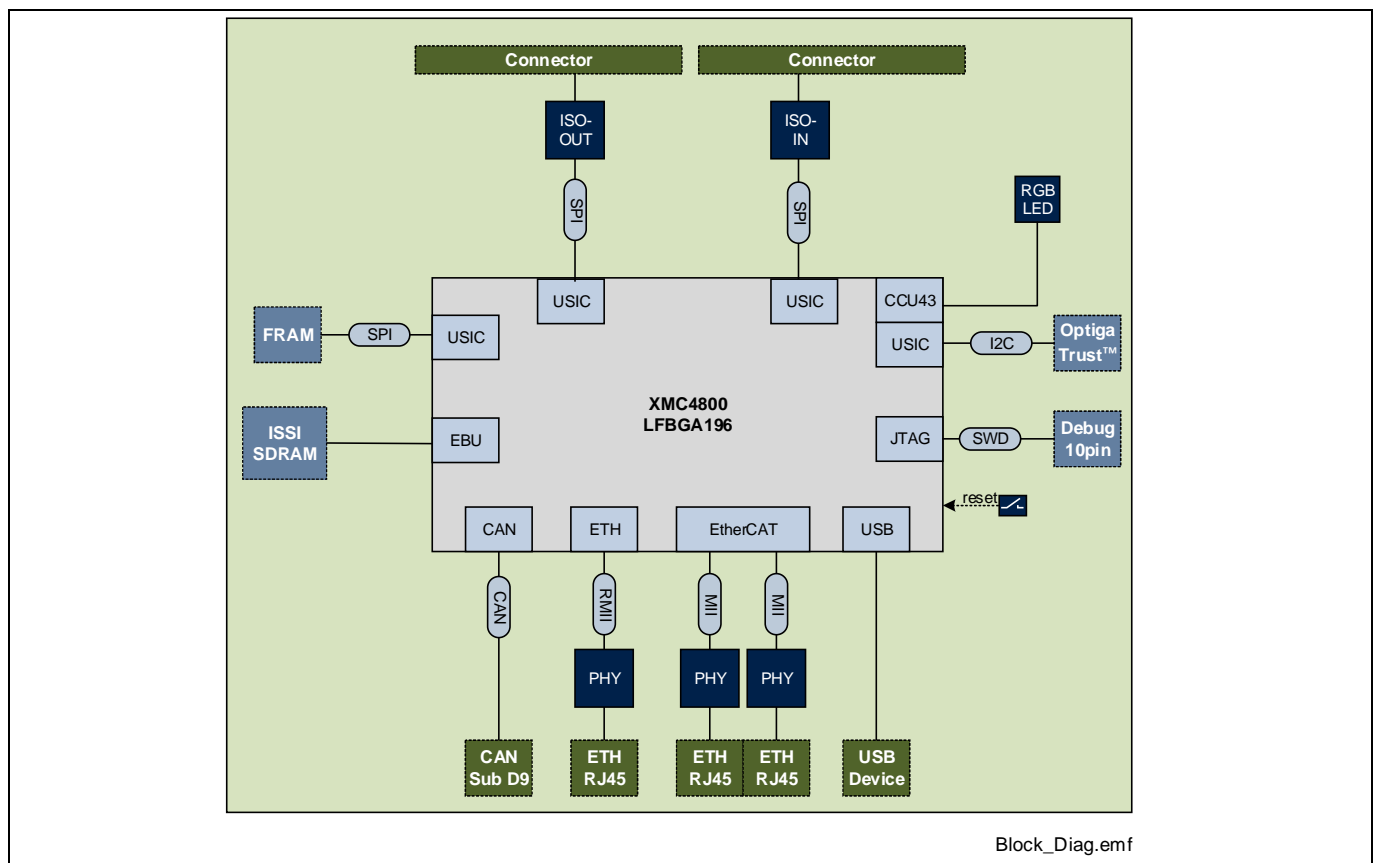 Connector
Connector
ISO-
OUT
ISO-
IN
SPI
SPI
RGB
LED
USIC
USIC
CCU43
FRAM
SPI
USIC
USIC
I2C
Optiga
Trust™
XMC4800
LFBGA196
ISSI
SDRAM
EBU
JTAG
SWD
Debug
10pin
reset
CAN
ETH
EtherCAT
USB
CAN
RMII
MII
MII
PHY
PHY
PHY
CAN
Sub D9
ETH
RJ45
ETH
RJ45
ETH
RJ45
USB
Device
Block_Diag.emf